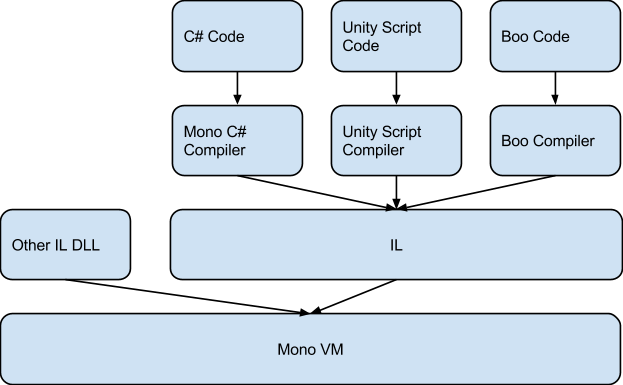 C# Code
Unity Script
Code
Boo Code
Mono C#
Compiler
Unity Script
Compiler
Boo Compiler
Other IL DLL
IL
Mono VM